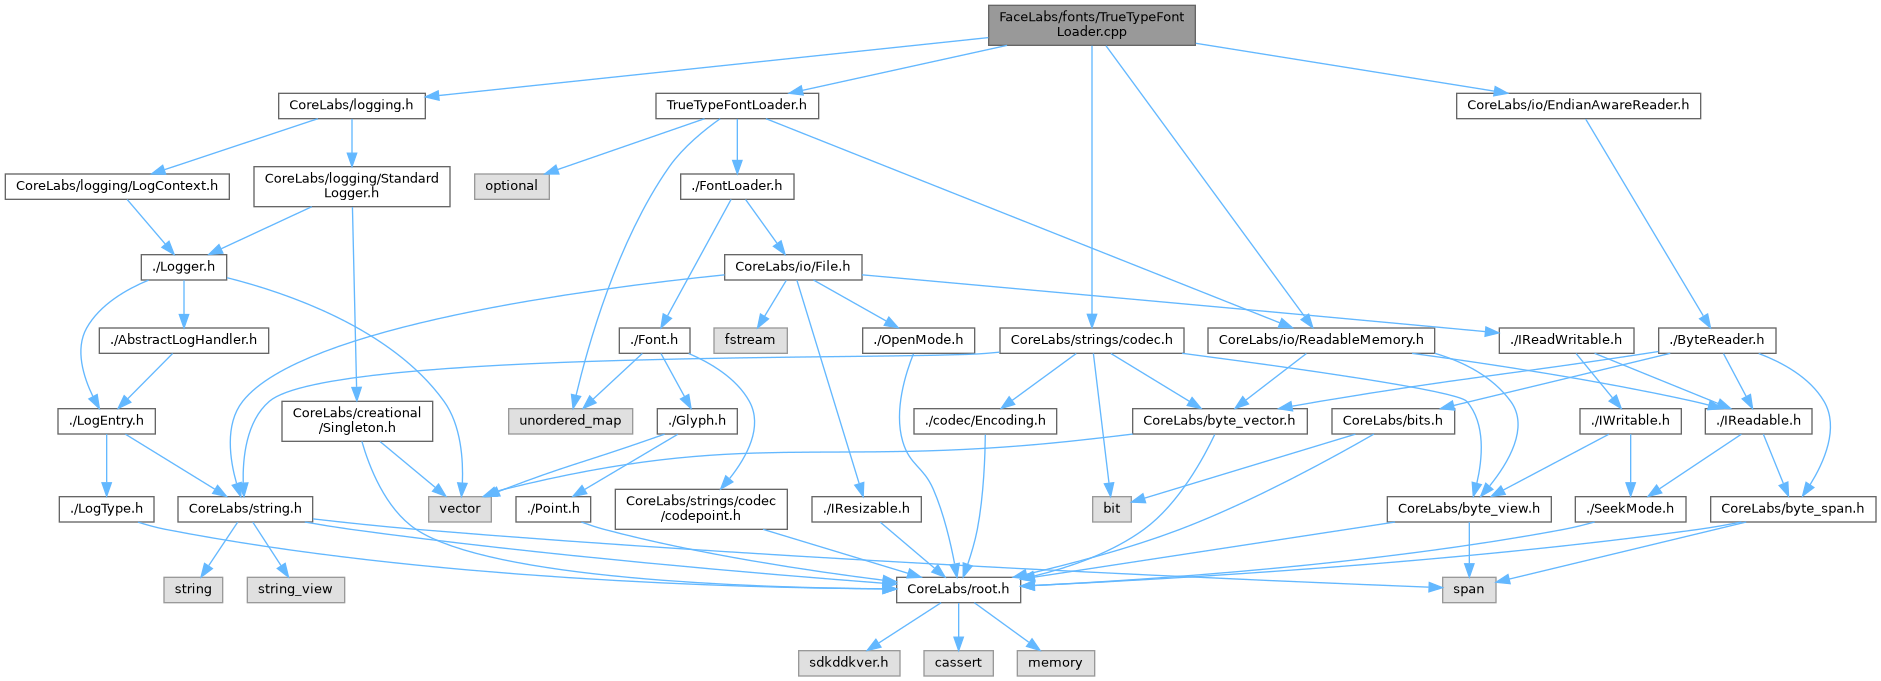 FaceLabs/fonts/TrueTypeFont
Loader.cpp
CoreLabs/logging.h
TrueTypeFontLoader.h
CoreLabs/io/EndianAwareReader.h
CoreLabs/logging/LogContext.h
CoreLabs/logging/Standard
Logger.h
optional
./FontLoader.h
./Logger.h
CoreLabs/io/File.h
./AbstractLogHandler.h
./Font.h
fstream
./OpenMode.h
CoreLabs/strings/codec.h
CoreLabs/io/ReadableMemory.h
./IReadWritable.h
./ByteReader.h
./LogEntry.h
CoreLabs/creational
/Singleton.h
unordered_map
./Glyph.h
./codec/Encoding.h
CoreLabs/byte_vector.h
CoreLabs/bits.h
./IWritable.h
./IReadable.h
./LogType.h
CoreLabs/string.h
vector
./Point.h
CoreLabs/strings/codec
/codepoint.h
./IResizable.h
bit
CoreLabs/byte_view.h
./SeekMode.h
CoreLabs/byte_span.h
string
string_view
CoreLabs/root.h
span
sdkddkver.h
cassert
memory